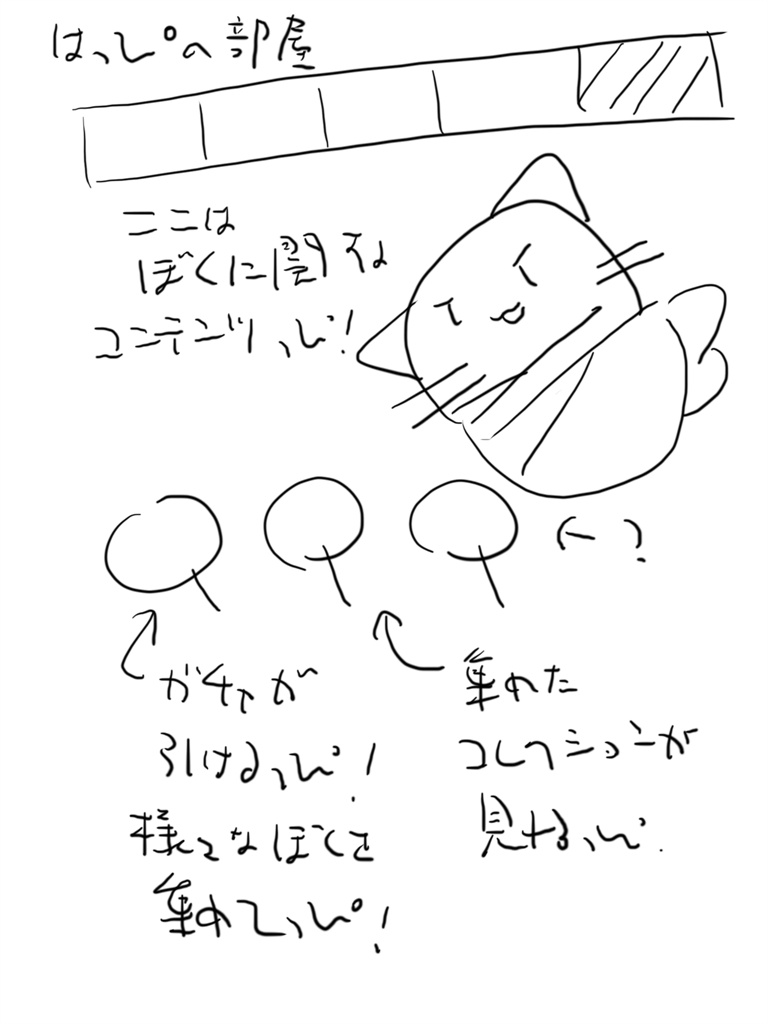 はっぴの部屋
ここは
ぼくに関する
コンテンツっぴ!
←?
ガチャが
引けるっぴ!
様々なぼくを
集めてっぴ!
集めた
コレクションが
見れるっぴ